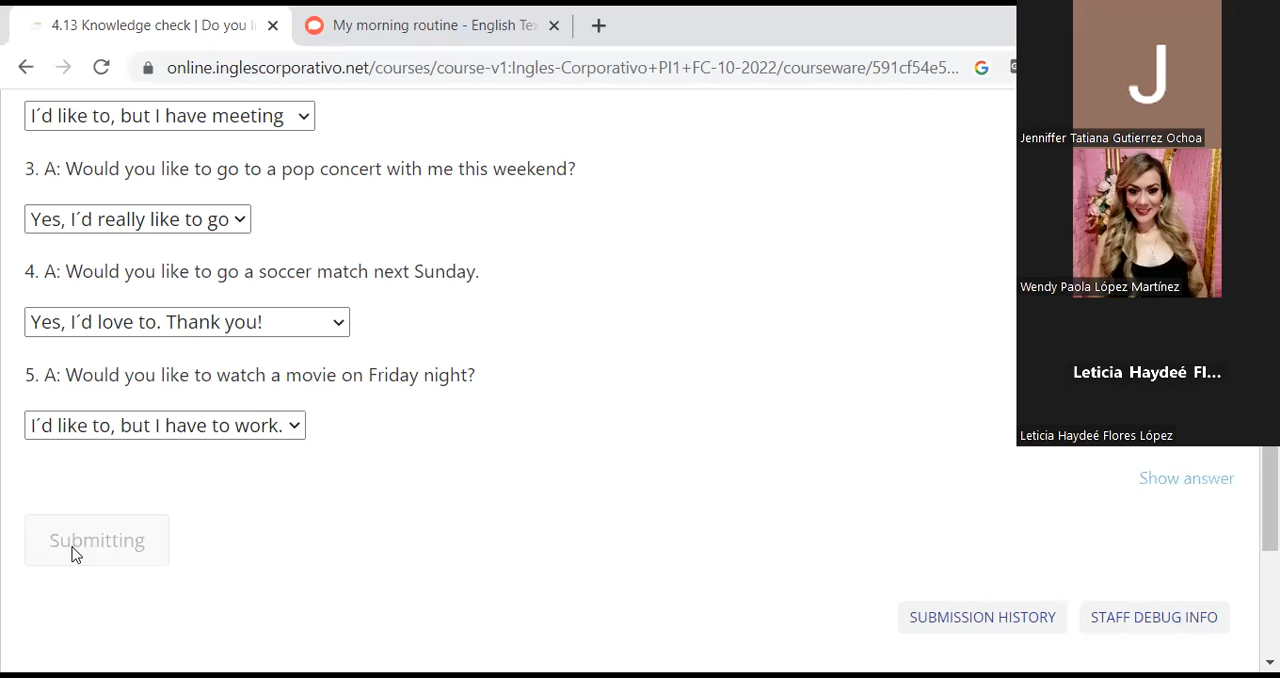 4.13 Knowledge check | Do you
My morning routine - English Te
online.inglescorporativo.net/courses/course-v1:Ingles-Corporativo+PI1+FC-10-2022/courseware/591cf54e5...
I´d like to, but I have meeting
3. A: Would you like to go to a pop concert with me this weekend?
Yes, I´d really like to go
4. A: Would you like to go a soccer match next Sunday.
Yes, I´d love to. Thank you!
5. A: Would you like to watch a movie on Friday night?
I´d like to, but I have to work.
Show answer
Submitting
SUBMISSION HISTORY
STAFF DEBUG INFO
J
Jenniffer Tatiana Gutierrez Ochoa
Wendy Paola López Martínez
Leticia Haydeé Fl...
Leticia Haydeé Flores López